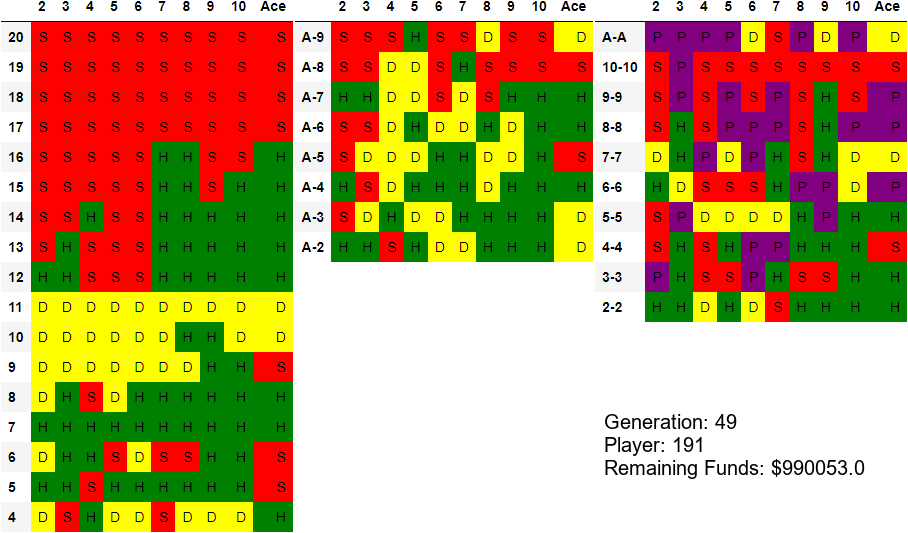 2 3 4 5 6 7 8 9 10 Ace
20 S S S S S S S S S S
19 S S S S S S S S S S
18 S S S S S S S S S S
17 S S S S S S S S S S
16 S S S S S H H S S H
15 S S S S S H H S H H
14 S S H S S H H H H H
13 S H S S S H H H H H
12 H H S S S H H H H H
11 D D D D D D D D D D
10 D D D D D D H H D D
9 D D D D D D D H H S
8 D H S D H H H H H H
7 H H H H H H H H H H
6 D H H S D S S H H S
5 H H S H H H H H H S
4 D S H D D S D D D H
2 3 4 5 6 7 8 9 10 Ace
A-9 S S S H S S D S S D
A-8 S S D D S H S S S S
A-7 H H D D S D S H H H
A-6 S S D H D D H D H H
A-5 S D D D H H D D H S
A-4 H S D H H H D H H H
A-3 S D H D D H H H H D
A-2 H H S H D D H H H D
2 3 4 5 6 7 8 9 10 Ace
A-A P P P P D S P D P D
10-10 S P S S S S S S S S
9-9 S P S P S P S H S P
8-8 S H S P P P S H P P
7-7 D H P D P H S H D D
6-6 H D S S S H P P D P
5-5 S P D D D D H P H H
4-4 S H S H P P H H H S
3-3 P H S S P H S S H H
2-2 H H D H D S H H H H
Generation: 49
Player: 191
Remaining Funds: $990053.0